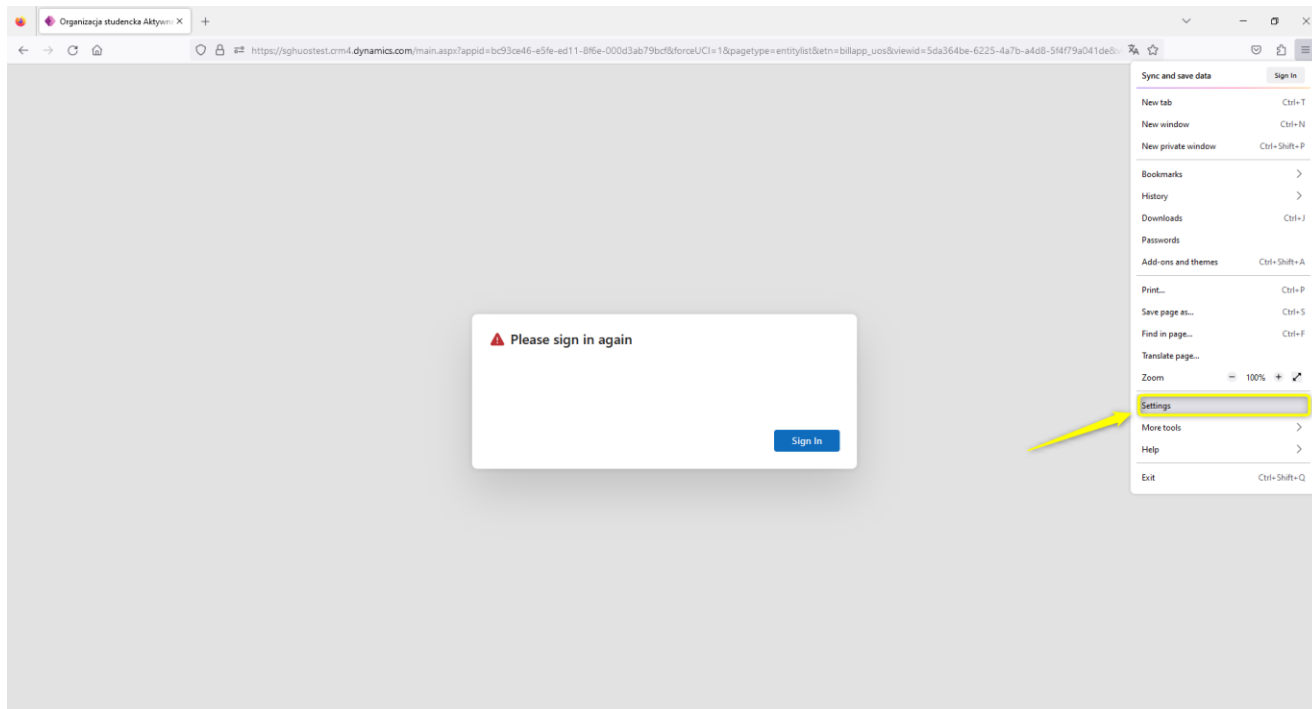 Organizacja studencka Aktywn
https://sghuostest.crm4.dynamics.com/main.aspx?appid=bc93ce46-e5fe-ed11-8f6e-000d3ab79bcf&forceUCI=1&pagetype=entitylist&etn=billapp_uos&viewid=5da364be-6225-4a7b-a4d8-5f4f79a041de&
Sync and save data Sign In
New tab Ctrl+T
New window Ctrl+N
New private window Ctrl+Shift+P
Bookmarks
History
Downloads Ctrl+J
Passwords
Add-ons and themes Ctrl+Shift+A
Print... Ctrl+P
Save page as... Ctrl+S
Find in page... Ctrl+F
Translate page...
Zoom − 100% +
Settings
More tools
Help
Exit Ctrl+Shift+Q
Please sign in again
Sign In